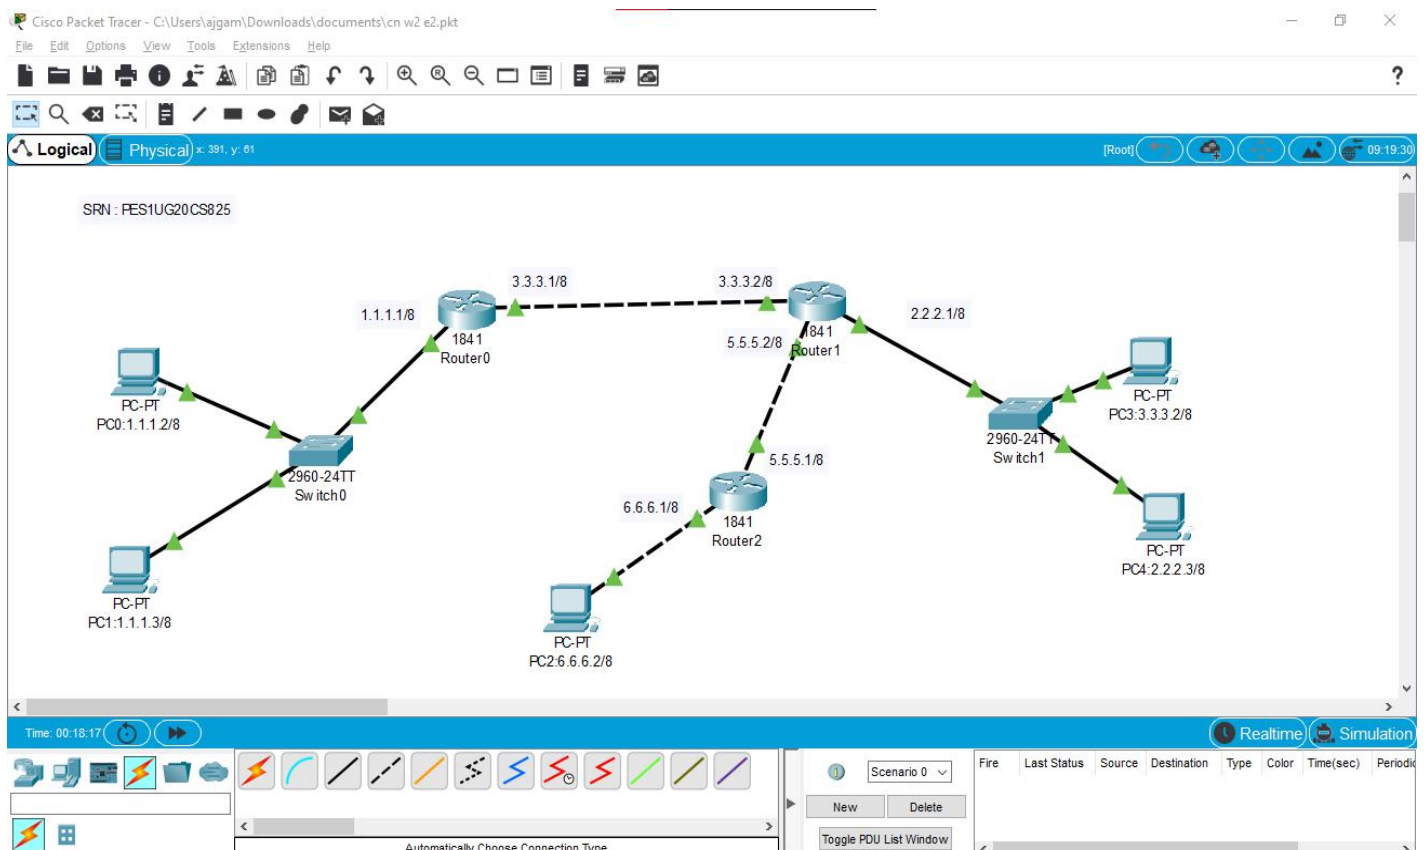 Cisco Packet Tracer - C:\Users\ajgam\Downloads\documents\cn w2 e2.pkt
File Edit Options View Tools Extensions Help
?
Logical Physical x: 391, y: 61 [Root] 09:19:30
SRN : PES1UG20CS825
3.3.3.1/8 3.3.3.2/8
1.1.1.1/8 2.2.2.1/8
1841
Router0
1841
Router1
5.5.5.2/8
PC-PT
PC0:1.1.1.2/8
PC-PT
PC3:3.3.3.2/8
2960-24TT
Switch0
2960-24TT
Switch1
5.5.5.1/8
6.6.6.1/8
1841
Router2
PC-PT
PC4:2.2.2.3/8
PC-PT
PC1:1.1.1.3/8
PC-PT
PC2:6.6.6.2/8
Time: 00:18:17 Realtime Simulation
Scenario 0
New Delete
Toggle PDU List Window
Fire Last Status Source Destination Type Color Time(sec) Periodic
Automatically Choose Connection Type